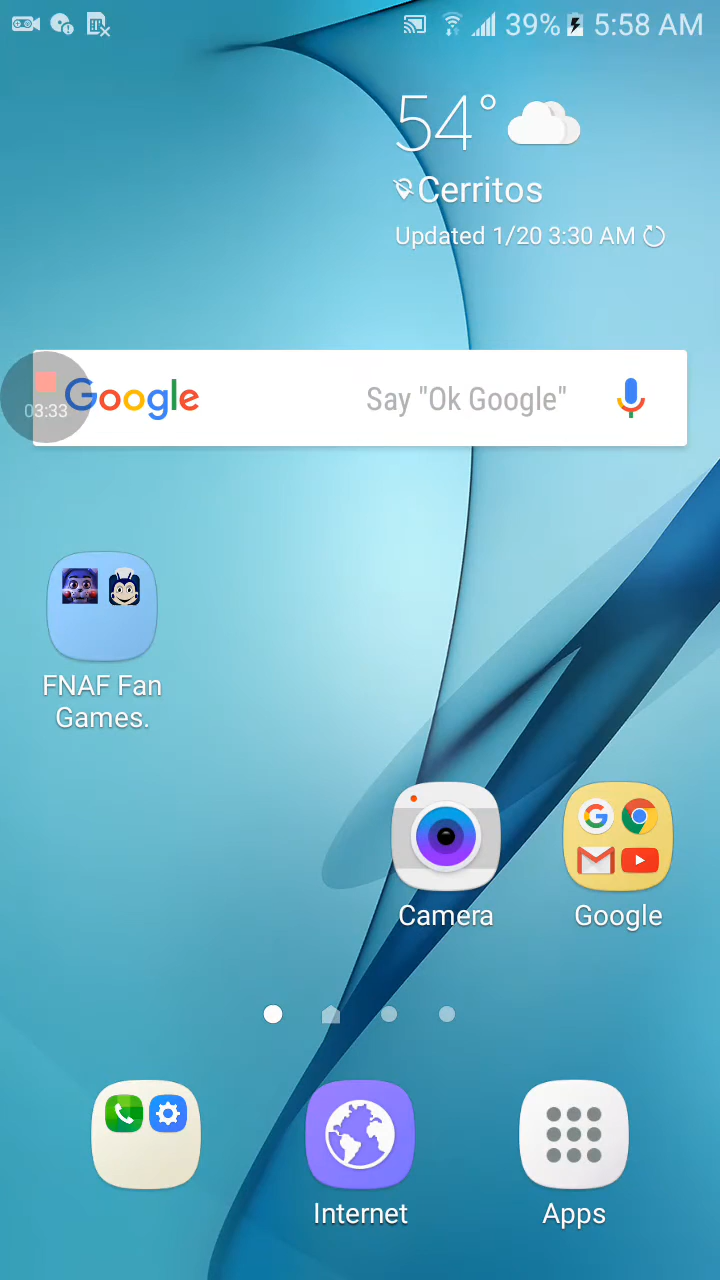 39% 5:58 AM
54°
Cerritos
Updated 1/20 3:30 AM
Google Say "Ok Google"
03:33
FNAF Fan
Games.
Camera
Google
Internet
Apps